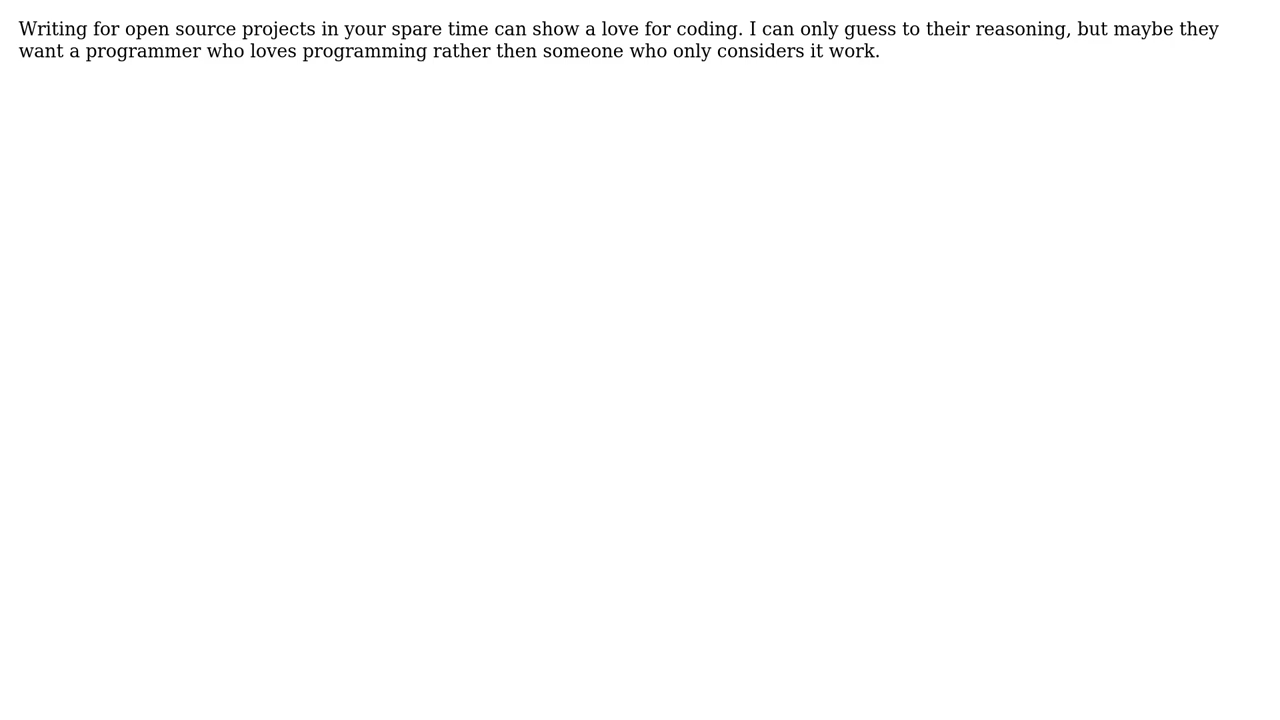 Writing for open source projects in your spare time can show a love for coding. I can only guess to their reasoning, but maybe they
want a programmer who loves programming rather then someone who only considers it work.